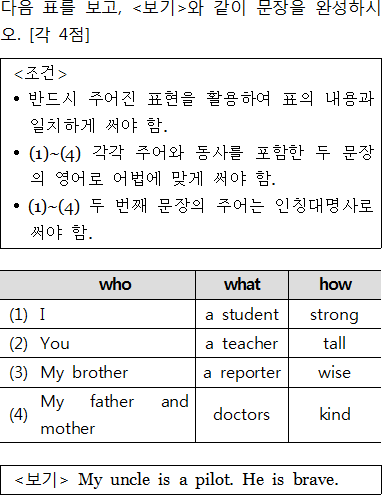 다음 표를 보고, <보기>와 같이 문장을 완성하시
오. [각 4점]
<조건>
• 반드시 주어진 표현을 활용하여 표의 내용과
일치하게 써야 함.
• (1)~(4) 각각 주어와 동사를 포함한 두 문장
의 영어로 어법에 맞게 써야 함.
• (1)~(4) 두 번째 문장의 주어는 인칭대명사로
써야 함.
who what how
(1) I a student strong
(2) You a teacher tall
(3) My brother a reporter wise
(4) My father and mother doctors kind
<보기> My uncle is a pilot. He is brave.